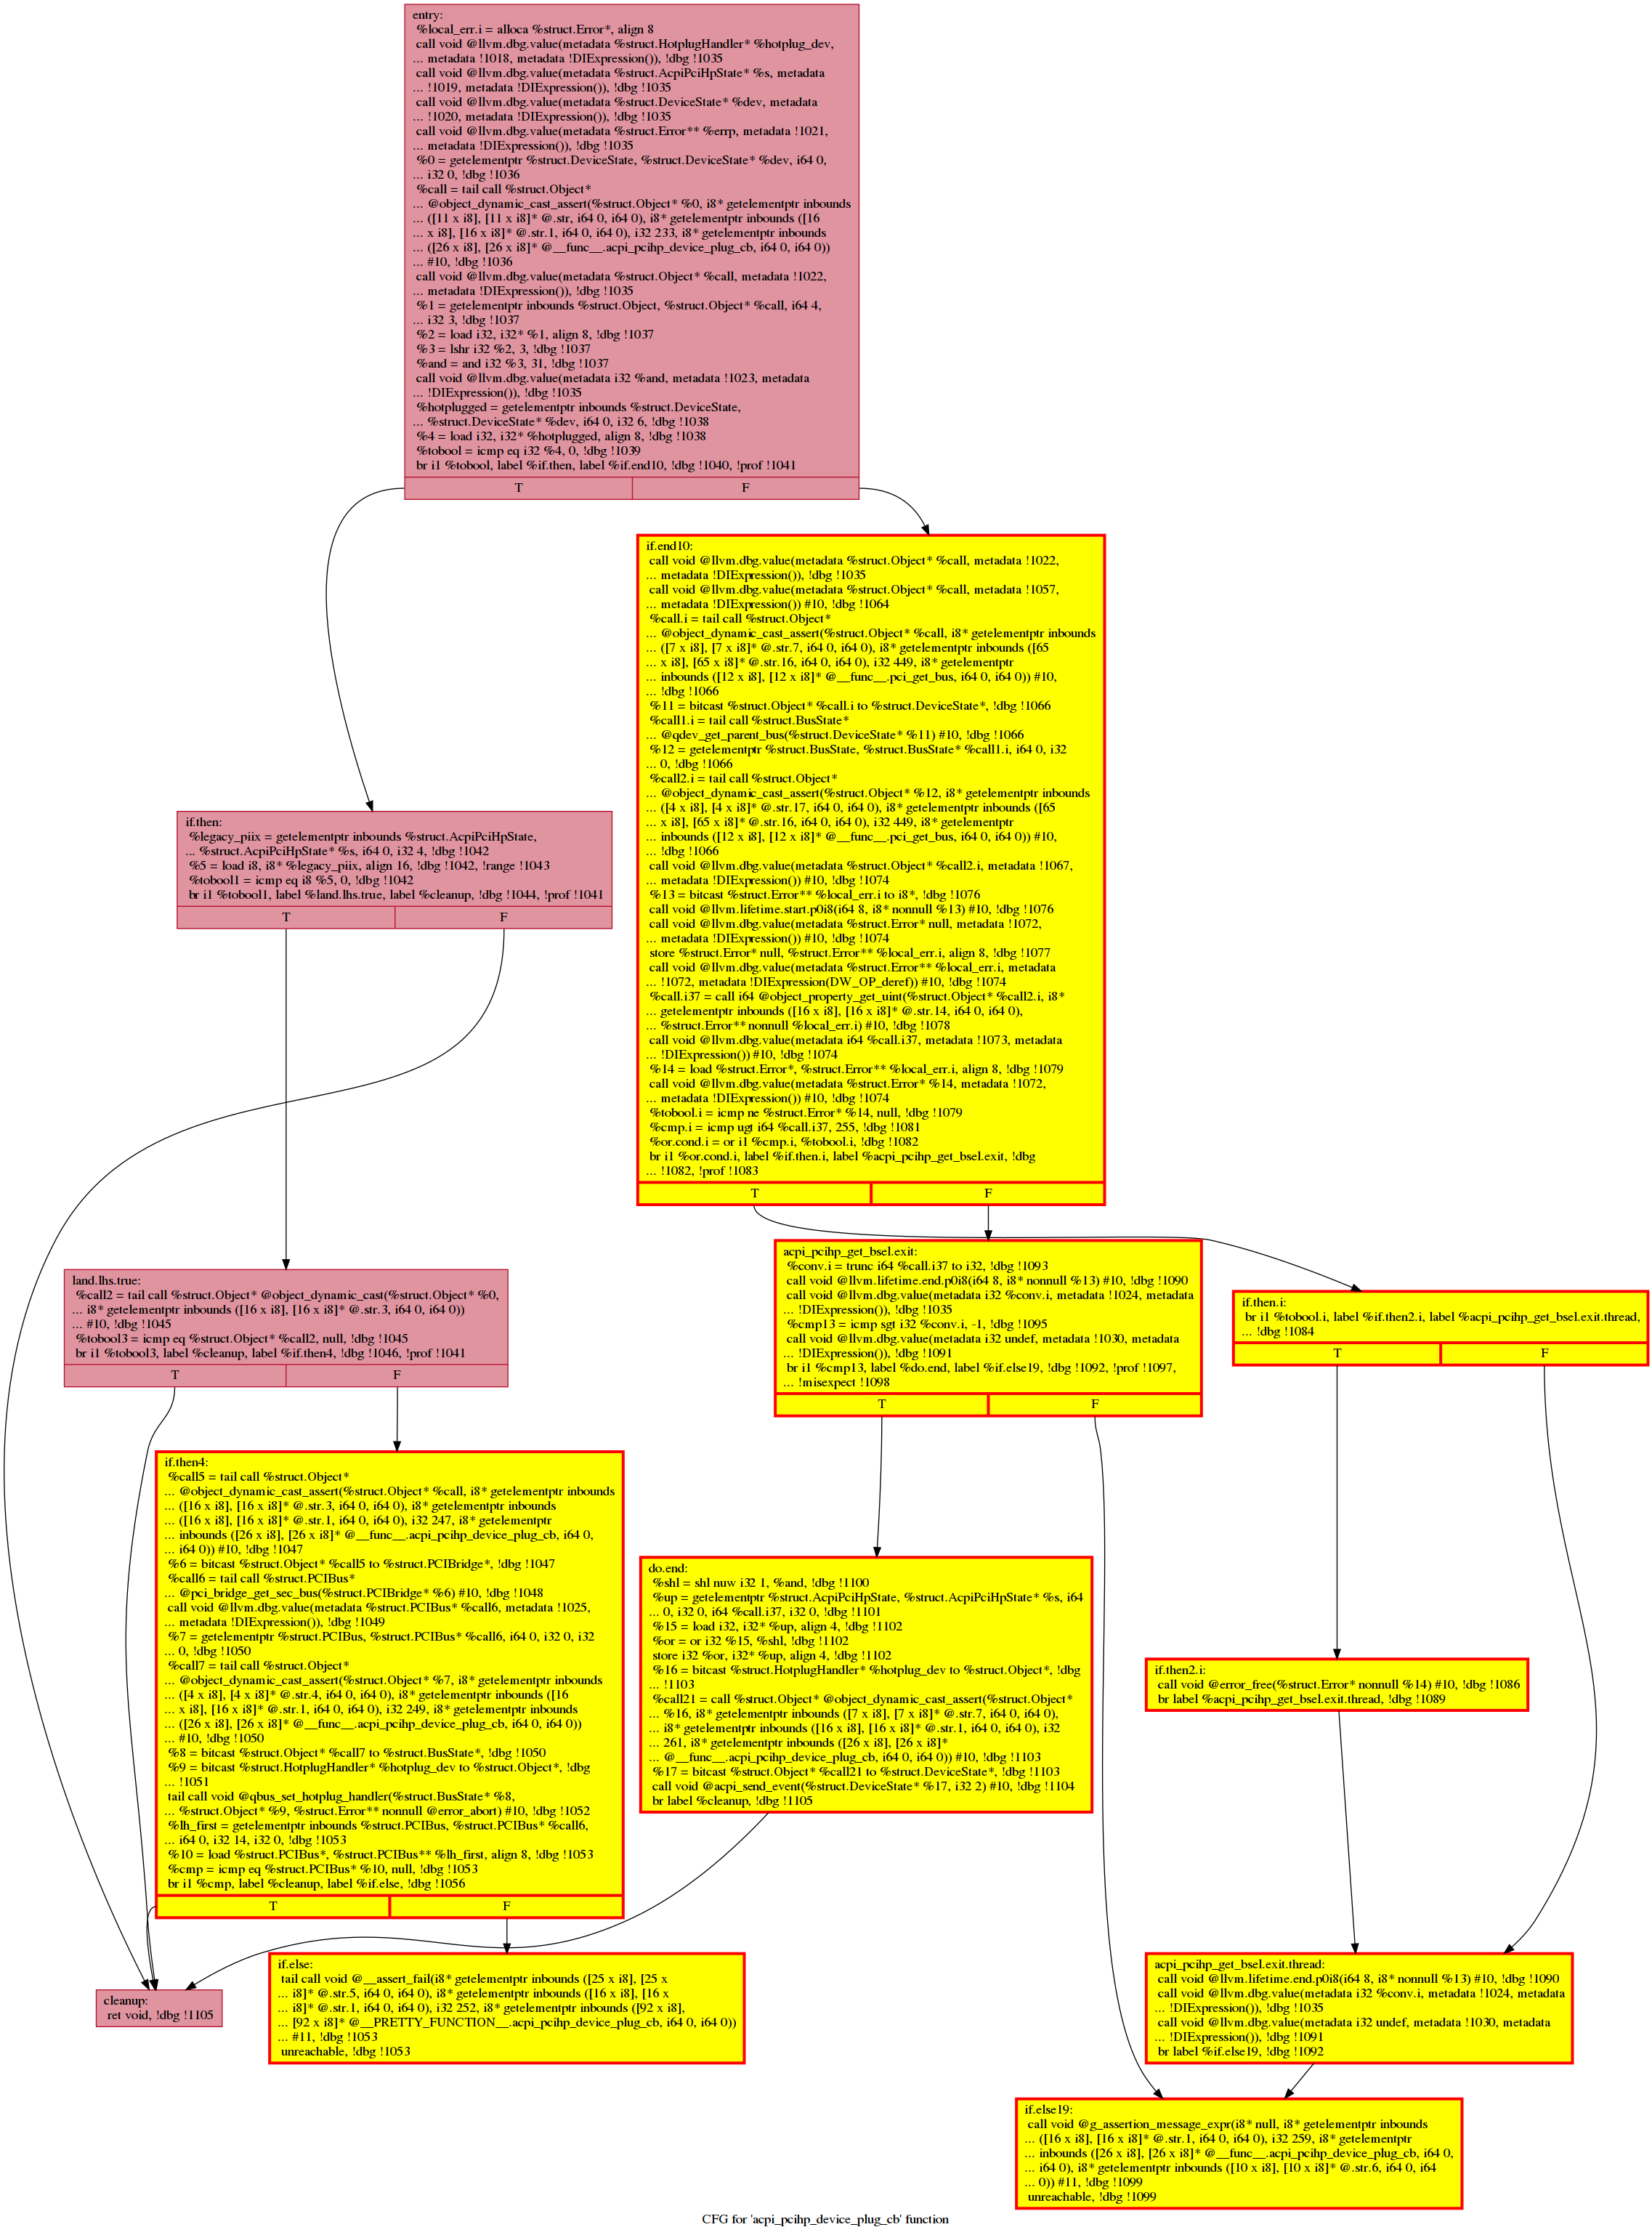 entry:
%local_err.i = alloca %struct.Error*, align 8
call void @llvm.dbg.value(metadata %struct.HotplugHandler* %hotplug_dev,
... metadata !1018, metadata !DIExpression()), !dbg !1035
call void @llvm.dbg.value(metadata %struct.AcpiPciHpState* %s, metadata
... !1019, metadata !DIExpression()), !dbg !1035
call void @llvm.dbg.value(metadata %struct.DeviceState* %dev, metadata
... !1020, metadata !DIExpression()), !dbg !1035
call void @llvm.dbg.value(metadata %struct.Error** %errp, metadata !1021,
... metadata !DIExpression()), !dbg !1035
%0 = getelementptr %struct.DeviceState, %struct.DeviceState* %dev, i64 0,
... i32 0, !dbg !1036
%call = tail call %struct.Object*
... @object_dynamic_cast_assert(%struct.Object* %0, i8* getelementptr inbounds
... ([11 x i8], [11 x i8]* @.str, i64 0, i64 0), i8* getelementptr inbounds ([16
... x i8], [16 x i8]* @.str.1, i64 0, i64 0), i32 233, i8* getelementptr inbounds
... ([26 x i8], [26 x i8]* @__func__.acpi_pcihp_device_plug_cb, i64 0, i64 0))
... #10, !dbg !1036
call void @llvm.dbg.value(metadata %struct.Object* %call, metadata !1022,
... metadata !DIExpression()), !dbg !1035
%1 = getelementptr inbounds %struct.Object, %struct.Object* %call, i64 4,
... i32 3, !dbg !1037
%2 = load i32, i32* %1, align 8, !dbg !1037
%3 = lshr i32 %2, 3, !dbg !1037
%and = and i32 %3, 31, !dbg !1037
call void @llvm.dbg.value(metadata i32 %and, metadata !1023, metadata
... !DIExpression()), !dbg !1035
%hotplugged = getelementptr inbounds %struct.DeviceState,
... %struct.DeviceState* %dev, i64 0, i32 6, !dbg !1038
%4 = load i32, i32* %hotplugged, align 8, !dbg !1038
%tobool = icmp eq i32 %4, 0, !dbg !1039
br i1 %tobool, label %if.then, label %if.end10, !dbg !1040, !prof !1041
T F
if.end10:
call void @llvm.dbg.value(metadata %struct.Object* %call, metadata !1022,
... metadata !DIExpression()), !dbg !1035
call void @llvm.dbg.value(metadata %struct.Object* %call, metadata !1057,
... metadata !DIExpression()) #10, !dbg !1064
%call.i = tail call %struct.Object*
... @object_dynamic_cast_assert(%struct.Object* %call, i8* getelementptr inbounds
... ([7 x i8], [7 x i8]* @.str.7, i64 0, i64 0), i8* getelementptr inbounds ([65
... x i8], [65 x i8]* @.str.16, i64 0, i64 0), i32 449, i8* getelementptr
... inbounds ([12 x i8], [12 x i8]* @__func__.pci_get_bus, i64 0, i64 0)) #10,
... !dbg !1066
%11 = bitcast %struct.Object* %call.i to %struct.DeviceState*, !dbg !1066
%call1.i = tail call %struct.BusState*
... @qdev_get_parent_bus(%struct.DeviceState* %11) #10, !dbg !1066
%12 = getelementptr %struct.BusState, %struct.BusState* %call1.i, i64 0, i32
... 0, !dbg !1066
%call2.i = tail call %struct.Object*
... @object_dynamic_cast_assert(%struct.Object* %12, i8* getelementptr inbounds
... ([4 x i8], [4 x i8]* @.str.17, i64 0, i64 0), i8* getelementptr inbounds ([65
... x i8], [65 x i8]* @.str.16, i64 0, i64 0), i32 449, i8* getelementptr
... inbounds ([12 x i8], [12 x i8]* @__func__.pci_get_bus, i64 0, i64 0)) #10,
... !dbg !1066
call void @llvm.dbg.value(metadata %struct.Object* %call2.i, metadata !1067,
... metadata !DIExpression()) #10, !dbg !1074
%13 = bitcast %struct.Error** %local_err.i to i8*, !dbg !1076
call void @llvm.lifetime.start.p0i8(i64 8, i8* nonnull %13) #10, !dbg !1076
call void @llvm.dbg.value(metadata %struct.Error* null, metadata !1072,
... metadata !DIExpression()) #10, !dbg !1074
store %struct.Error* null, %struct.Error** %local_err.i, align 8, !dbg !1077
call void @llvm.dbg.value(metadata %struct.Error** %local_err.i, metadata
... !1072, metadata !DIExpression(DW_OP_deref)) #10, !dbg !1074
%call.i37 = call i64 @object_property_get_uint(%struct.Object* %call2.i, i8*
... getelementptr inbounds ([16 x i8], [16 x i8]* @.str.14, i64 0, i64 0),
... %struct.Error** nonnull %local_err.i) #10, !dbg !1078
call void @llvm.dbg.value(metadata i64 %call.i37, metadata !1073, metadata
... !DIExpression()) #10, !dbg !1074
%14 = load %struct.Error*, %struct.Error** %local_err.i, align 8, !dbg !1079
call void @llvm.dbg.value(metadata %struct.Error* %14, metadata !1072,
... metadata !DIExpression()) #10, !dbg !1074
%tobool.i = icmp ne %struct.Error* %14, null, !dbg !1079
%cmp.i = icmp ugt i64 %call.i37, 255, !dbg !1081
%or.cond.i = or i1 %cmp.i, %tobool.i, !dbg !1082
br i1 %or.cond.i, label %if.then.i, label %acpi_pcihp_get_bsel.exit, !dbg
... !1082, !prof !1083
T F
if.then:
%legacy_piix = getelementptr inbounds %struct.AcpiPciHpState,
... %struct.AcpiPciHpState* %s, i64 0, i32 4, !dbg !1042
%5 = load i8, i8* %legacy_piix, align 16, !dbg !1042, !range !1043
%tobool1 = icmp eq i8 %5, 0, !dbg !1042
br i1 %tobool1, label %land.lhs.true, label %cleanup, !dbg !1044, !prof !1041
T F
acpi_pcihp_get_bsel.exit:
%conv.i = trunc i64 %call.i37 to i32, !dbg !1093
call void @llvm.lifetime.end.p0i8(i64 8, i8* nonnull %13) #10, !dbg !1090
call void @llvm.dbg.value(metadata i32 %conv.i, metadata !1024, metadata
... !DIExpression()), !dbg !1035
%cmp13 = icmp sgt i32 %conv.i, -1, !dbg !1095
call void @llvm.dbg.value(metadata i32 undef, metadata !1030, metadata
... !DIExpression()), !dbg !1091
br i1 %cmp13, label %do.end, label %if.else19, !dbg !1092, !prof !1097,
... !misexpect !1098
T F
if.then.i:
br i1 %tobool.i, label %if.then2.i, label %acpi_pcihp_get_bsel.exit.thread,
... !dbg !1084
T F
land.lhs.true:
%call2 = tail call %struct.Object* @object_dynamic_cast(%struct.Object* %0,
... i8* getelementptr inbounds ([16 x i8], [16 x i8]* @.str.3, i64 0, i64 0))
... #10, !dbg !1045
%tobool3 = icmp eq %struct.Object* %call2, null, !dbg !1045
br i1 %tobool3, label %cleanup, label %if.then4, !dbg !1046, !prof !1041
T F
if.then4:
%call5 = tail call %struct.Object*
... @object_dynamic_cast_assert(%struct.Object* %call, i8* getelementptr inbounds
... ([16 x i8], [16 x i8]* @.str.3, i64 0, i64 0), i8* getelementptr inbounds
... ([16 x i8], [16 x i8]* @.str.1, i64 0, i64 0), i32 247, i8* getelementptr
... inbounds ([26 x i8], [26 x i8]* @__func__.acpi_pcihp_device_plug_cb, i64 0,
... i64 0)) #10, !dbg !1047
%6 = bitcast %struct.Object* %call5 to %struct.PCIBridge*, !dbg !1047
%call6 = tail call %struct.PCIBus*
... @pci_bridge_get_sec_bus(%struct.PCIBridge* %6) #10, !dbg !1048
call void @llvm.dbg.value(metadata %struct.PCIBus* %call6, metadata !1025,
... metadata !DIExpression()), !dbg !1049
%7 = getelementptr %struct.PCIBus, %struct.PCIBus* %call6, i64 0, i32 0, i32
... 0, !dbg !1050
%call7 = tail call %struct.Object*
... @object_dynamic_cast_assert(%struct.Object* %7, i8* getelementptr inbounds
... ([4 x i8], [4 x i8]* @.str.4, i64 0, i64 0), i8* getelementptr inbounds ([16
... x i8], [16 x i8]* @.str.1, i64 0, i64 0), i32 249, i8* getelementptr inbounds
... ([26 x i8], [26 x i8]* @__func__.acpi_pcihp_device_plug_cb, i64 0, i64 0))
... #10, !dbg !1050
%8 = bitcast %struct.Object* %call7 to %struct.BusState*, !dbg !1050
%9 = bitcast %struct.HotplugHandler* %hotplug_dev to %struct.Object*, !dbg
... !1051
tail call void @qbus_set_hotplug_handler(%struct.BusState* %8,
... %struct.Object* %9, %struct.Error** nonnull @error_abort) #10, !dbg !1052
%lh_first = getelementptr inbounds %struct.PCIBus, %struct.PCIBus* %call6,
... i64 0, i32 14, i32 0, !dbg !1053
%10 = load %struct.PCIBus*, %struct.PCIBus** %lh_first, align 8, !dbg !1053
%cmp = icmp eq %struct.PCIBus* %10, null, !dbg !1053
br i1 %cmp, label %cleanup, label %if.else, !dbg !1056
T F
do.end:
%shl = shl nuw i32 1, %and, !dbg !1100
%up = getelementptr %struct.AcpiPciHpState, %struct.AcpiPciHpState* %s, i64
... 0, i32 0, i64 %call.i37, i32 0, !dbg !1101
%15 = load i32, i32* %up, align 4, !dbg !1102
%or = or i32 %15, %shl, !dbg !1102
store i32 %or, i32* %up, align 4, !dbg !1102
%16 = bitcast %struct.HotplugHandler* %hotplug_dev to %struct.Object*, !dbg
... !1103
%call21 = call %struct.Object* @object_dynamic_cast_assert(%struct.Object*
... %16, i8* getelementptr inbounds ([7 x i8], [7 x i8]* @.str.7, i64 0, i64 0),
... i8* getelementptr inbounds ([16 x i8], [16 x i8]* @.str.1, i64 0, i64 0), i32
... 261, i8* getelementptr inbounds ([26 x i8], [26 x i8]*
... @__func__.acpi_pcihp_device_plug_cb, i64 0, i64 0)) #10, !dbg !1103
%17 = bitcast %struct.Object* %call21 to %struct.DeviceState*, !dbg !1103
call void @acpi_send_event(%struct.DeviceState* %17, i32 2) #10, !dbg !1104
br label %cleanup, !dbg !1105
if.then2.i:
call void @error_free(%struct.Error* nonnull %14) #10, !dbg !1086
br label %acpi_pcihp_get_bsel.exit.thread, !dbg !1089
cleanup:
ret void, !dbg !1105
if.else:
tail call void @__assert_fail(i8* getelementptr inbounds ([25 x i8], [25 x
... i8]* @.str.5, i64 0, i64 0), i8* getelementptr inbounds ([16 x i8], [16 x
... i8]* @.str.1, i64 0, i64 0), i32 252, i8* getelementptr inbounds ([92 x i8],
... [92 x i8]* @__PRETTY_FUNCTION__.acpi_pcihp_device_plug_cb, i64 0, i64 0))
... #11, !dbg !1053
unreachable, !dbg !1053
acpi_pcihp_get_bsel.exit.thread:
call void @llvm.lifetime.end.p0i8(i64 8, i8* nonnull %13) #10, !dbg !1090
call void @llvm.dbg.value(metadata i32 %conv.i, metadata !1024, metadata
... !DIExpression()), !dbg !1035
call void @llvm.dbg.value(metadata i32 undef, metadata !1030, metadata
... !DIExpression()), !dbg !1091
br label %if.else19, !dbg !1092
if.else19:
call void @g_assertion_message_expr(i8* null, i8* getelementptr inbounds
... ([16 x i8], [16 x i8]* @.str.1, i64 0, i64 0), i32 259, i8* getelementptr
... inbounds ([26 x i8], [26 x i8]* @__func__.acpi_pcihp_device_plug_cb, i64 0,
... i64 0), i8* getelementptr inbounds ([10 x i8], [10 x i8]* @.str.6, i64 0, i64
... 0)) #11, !dbg !1099
unreachable, !dbg !1099
CFG for 'acpi_pcihp_device_plug_cb' function